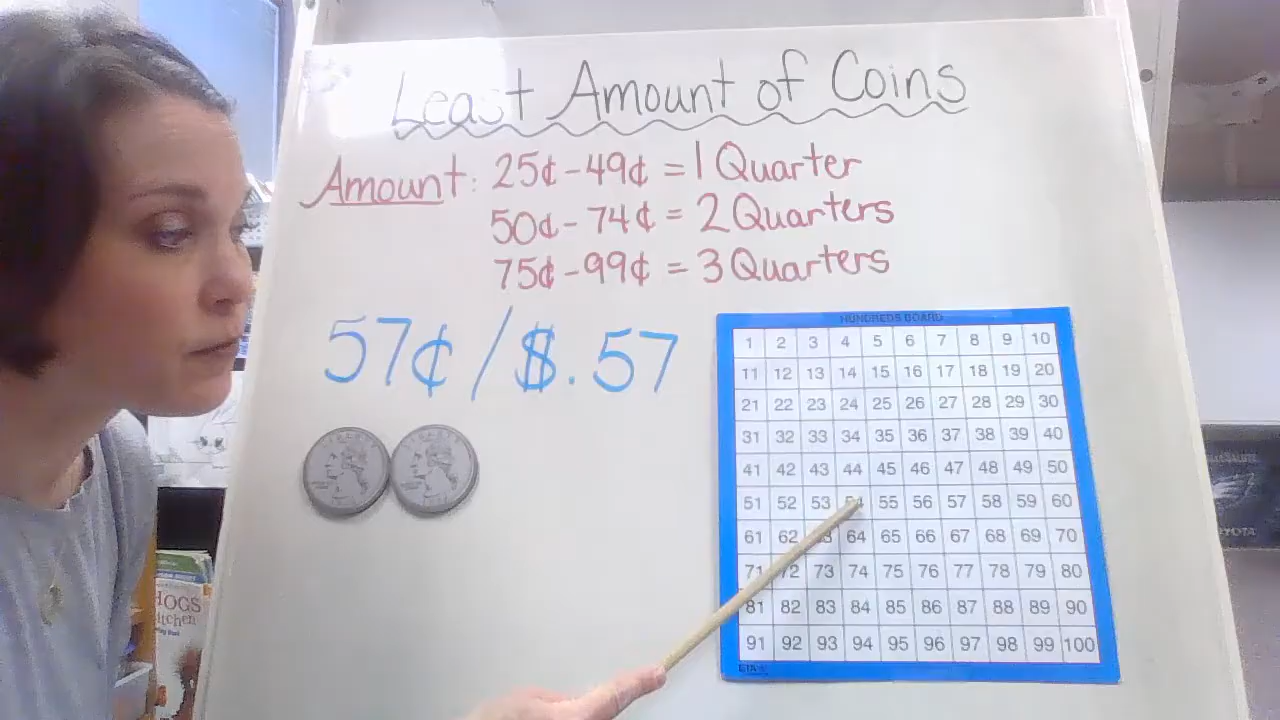 Least Amount of Coins
Amount: 25¢ - 49¢ = 1 Quarter
50¢ - 74¢ = 2 Quarters
75¢ - 99¢ = 3 Quarters
57¢ / $.57
HUNDREDS BOARD
1 2 3 4 5 6 7 8 9 10
11 12 13 14 15 16 17 18 19 20
21 22 23 24 25 26 27 28 29 30
31 32 33 34 35 36 37 38 39 40
41 42 43 44 45 46 47 48 49 50
51 52 53 54 55 56 57 58 59 60
61 62 63 64 65 66 67 68 69 70
71 72 73 74 75 76 77 78 79 80
81 82 83 84 85 86 87 88 89 90
91 92 93 94 95 96 97 98 99 100
LIBERTY
LIBERTY
HOGS